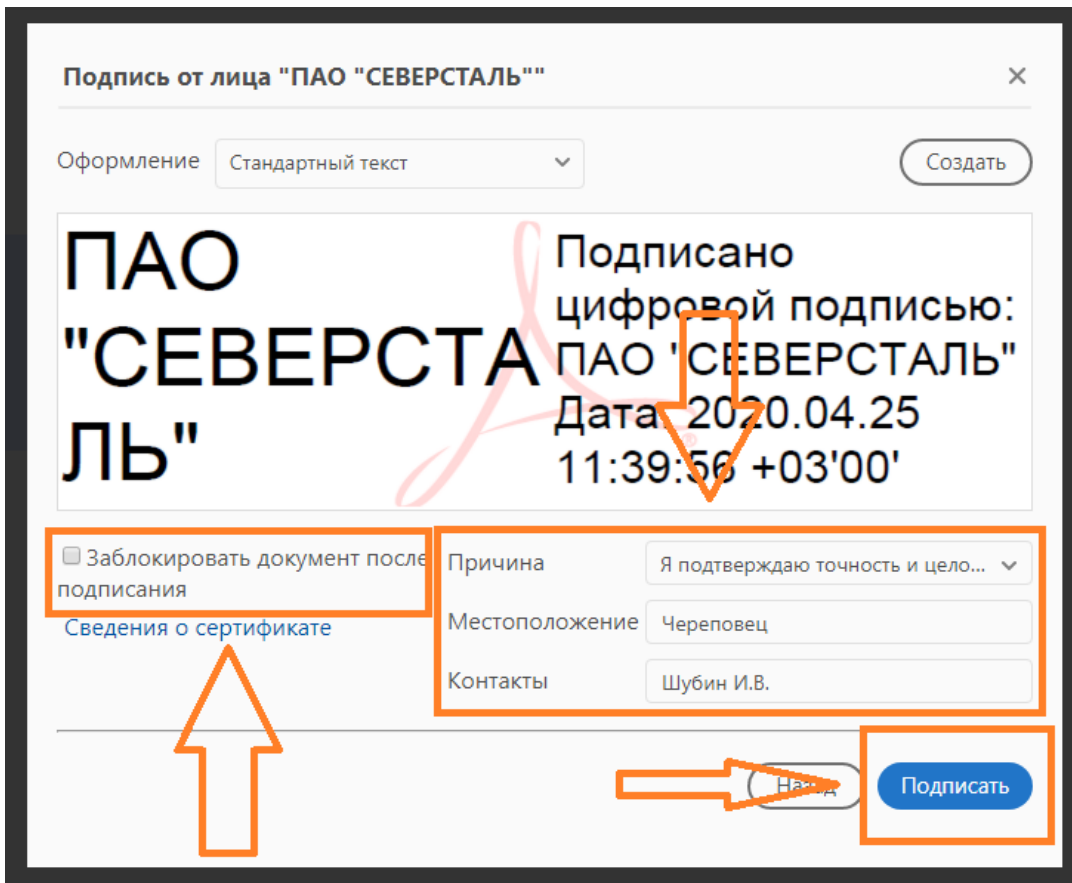 Подпись от лица "ПАО "СЕВЕРСТАЛЬ""
Оформление Стандартный текст Создать
ПАО
"СЕВЕРСТА
ЛЬ"
Подписано
цифровой подписью:
ПАО "СЕВЕРСТАЛЬ"
Дата: 2020.04.25
11:39:56 +03'00'
Заблокировать документ после
подписания
Сведения о сертификате
Причина Я подтверждаю точность и цело...
Местоположение Череповец
Контакты Шубин И.В.
Назад Подписать